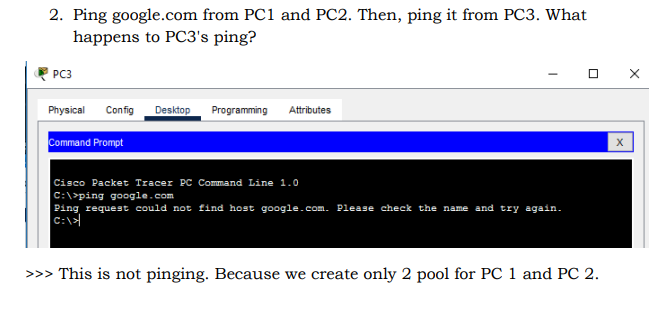 2. Ping google.com from PC1 and PC2. Then, ping it from PC3. What
happens to PC3's ping?
PC3
Physical Config Desktop Programming Attributes
Command Prompt
X
Cisco Packet Tracer PC Command Line 1.0
C:\>ping google.com
Ping request could not find host google.com. Please check the name and try again.
C:\>
>>> This is not pinging. Because we create only 2 pool for PC 1 and PC 2.